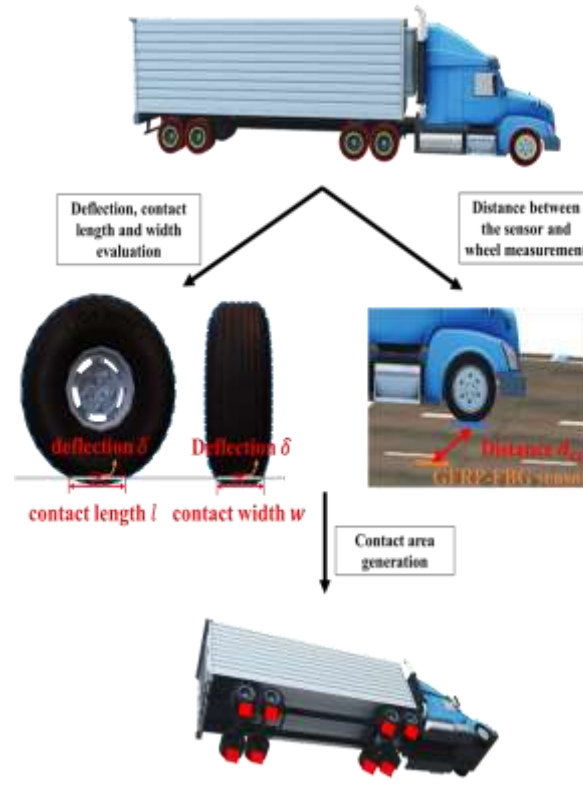 Deflection, contact
length and width
evaluation
Distance between
the sensor and
wheel measurement
deflection δ
Deflection δ
contact length l
contact width w
Distance
GFRP-FBG sensor
Contact area
generation